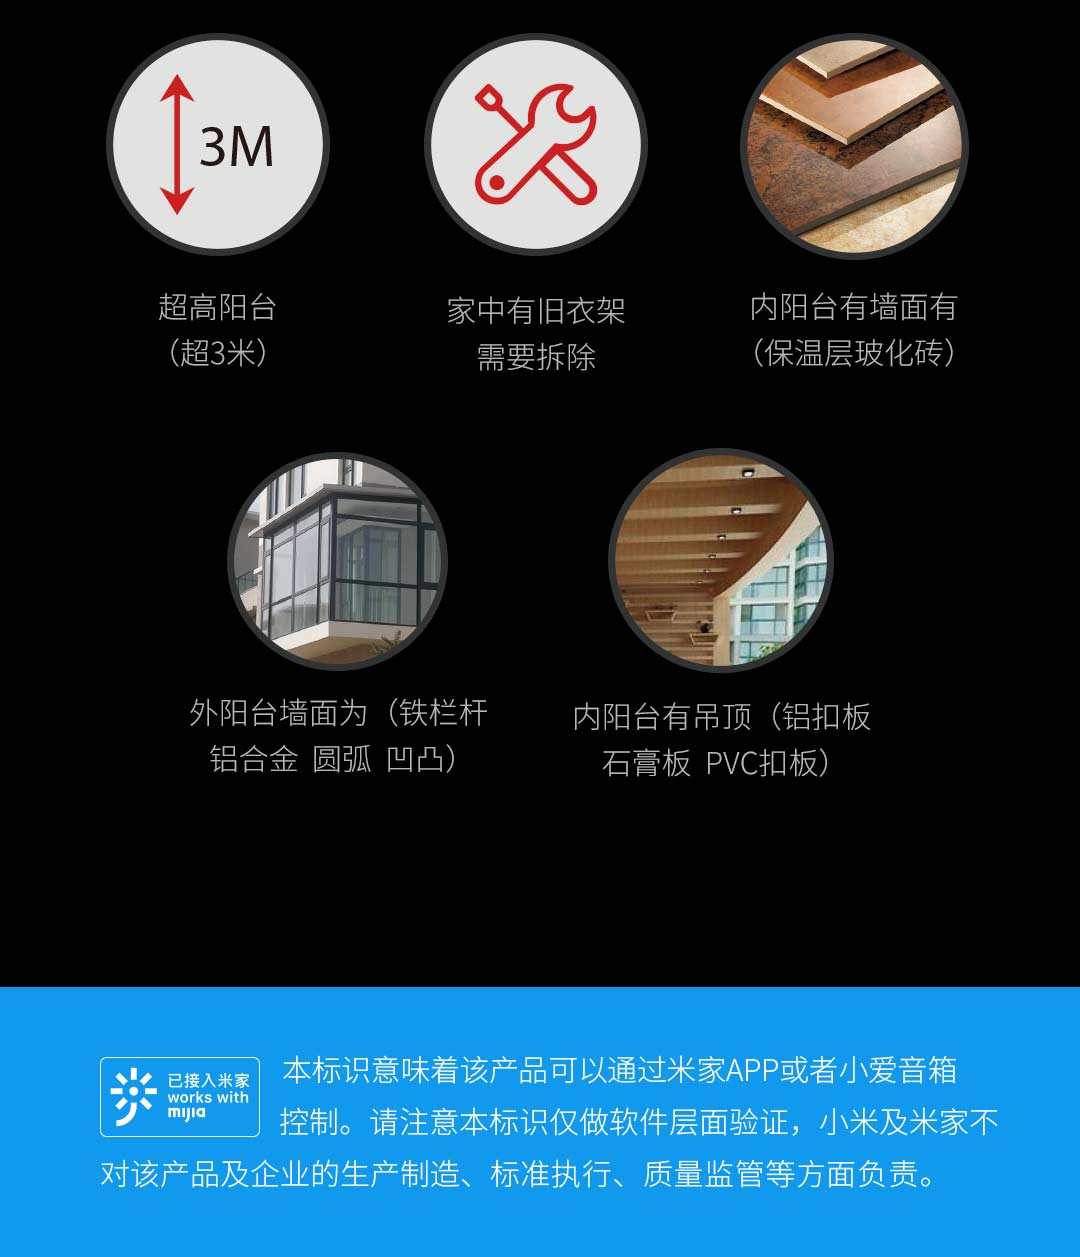 3M
超高阳台
（超3米）
家中有旧衣架
需要拆除
内阳台有墙面有
（保温层玻化砖）
外阳台墙面为（铁栏杆
铝合金 圆弧 凹凸）
内阳台有吊顶（铝扣板
石膏板 PVC扣板）
已接入米家
works with
mijia
本标识意味着该产品可以通过米家APP或者小爱音箱
控制。请注意本标识仅做软件层面验证，小米及米家不
对该产品及企业的生产制造、标准执行、质量监管等方面负责。